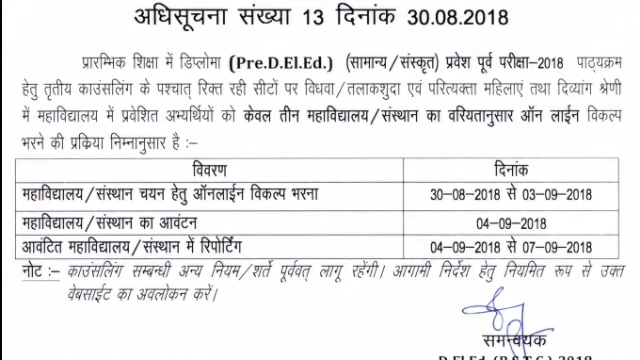 अधिसूचना संख्या 13 दिनांक 30.08.2018
प्रारम्भिक शिक्षा में डिप्लोमा (Pre.D.El.Ed.) (सामान्य/संस्कृत) प्रवेश पूर्व परीक्षा-2018 पाठ्यक्रम
हेतु तृतीय काउंसलिंग के पश्चात् रिक्त रही सीटों पर विधवा/तलाकशुदा एवं परित्यक्ता महिलाएं तथा दिव्यांग श्रेणी
में महाविद्यालय में प्रवेशित अभ्यर्थियों को केवल तीन महाविद्यालय/संस्थान का वरियतानुसार ऑन लाईन विकल्प
भरने की प्रक्रिया निम्नानुसार है :–
विवरण दिनांक
महाविद्यालय/संस्थान चयन हेतु ऑनलाईन विकल्प भरना 30-08-2018 से 03-09-2018
महाविद्यालय/संस्थान का आवंटन 04-09-2018
आवंटित महाविद्यालय/संस्थान में रिपोर्टिंग 04-09-2018 से 07-09-2018
नोट :– काउंसलिंग सम्बन्धी अन्य नियम/शर्ते पूर्ववत् लागू रहेंगी। आगामी निर्देश हेतु नियमित रूप से उक्त
वेबसाईट का अवलोकन करें।
समन्वयक
D.El.Ed. (B.S.T.C.) 2018